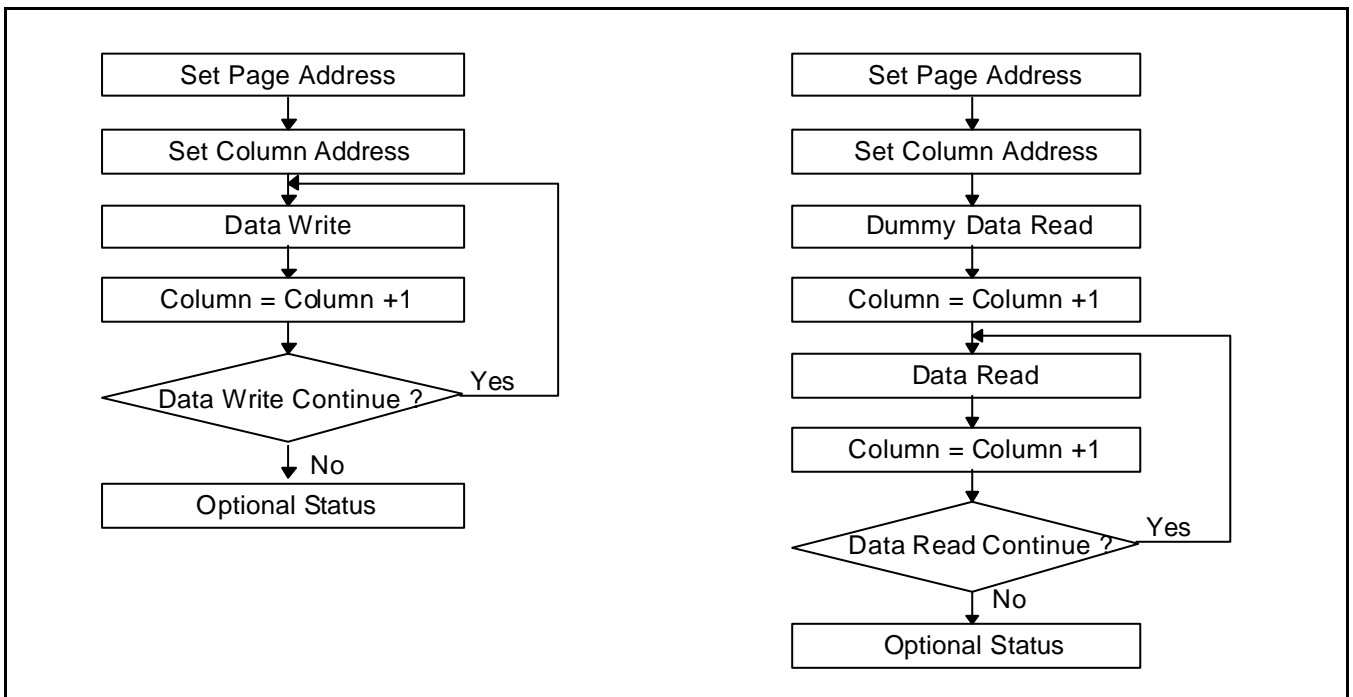 Set Page Address
Set Column Address
Data Write
Column = Column +1
Data Write Continue ?
Yes
No
Optional Status
Set Page Address
Set Column Address
Dummy Data Read
Column = Column +1
Data Read
Column = Column +1
Data Read Continue ?
Yes
No
Optional Status